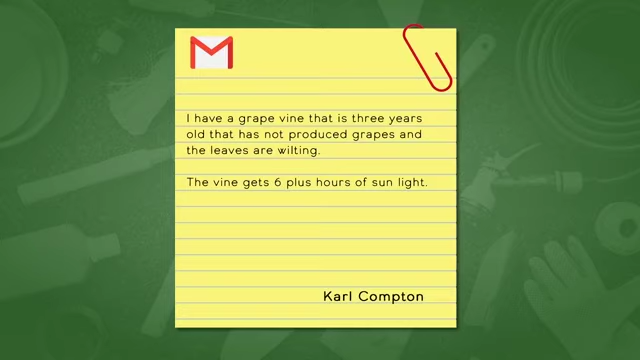 I have a grape vine that is three years
old that has not produced grapes and
the leaves are wilting.
The vine gets 6 plus hours of sun light.
Karl Compton